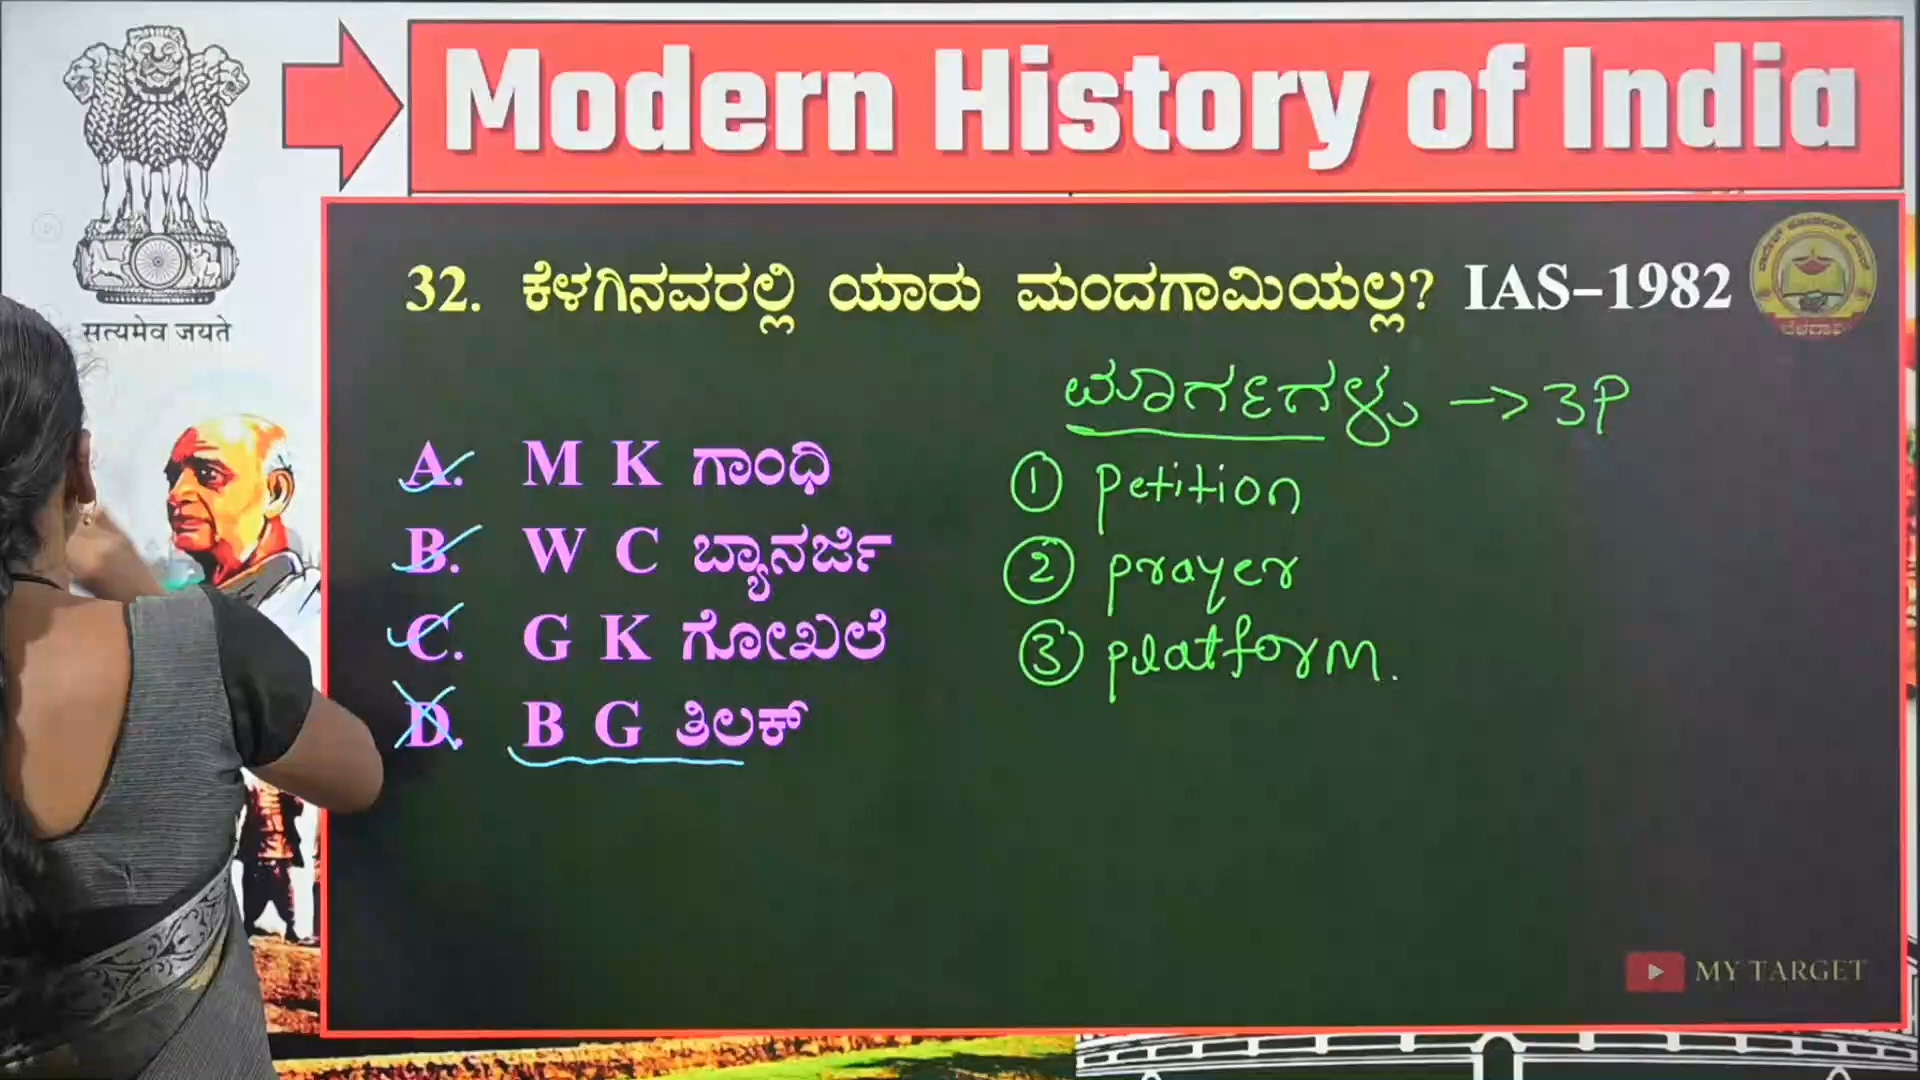 Modern History of India
सत्यमेव जयते
32. ಕೆಳಗಿನವರಲ್ಲಿ ಯಾರು ಮಂದಗಾಮಿಯಲ್ಲ? IAS-1982
ಮಾರ್ಗಗಳು → 3P
A. M K ಗಾಂಧಿ
① petition
B. W C ಬ್ಯಾನರ್ಜಿ
② prayer
C. G K ಗೋಖಲೆ
③ platform.
D. B G ತಿಲಕ್
MY TARGET